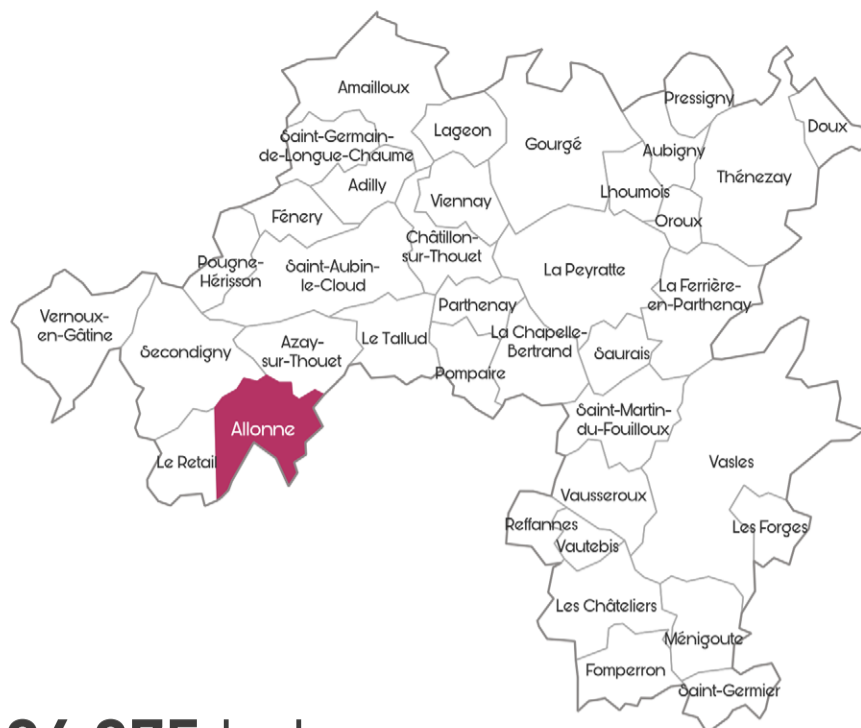 Amailloux
Pressigny
Doux
Saint-Germain-
de-Longue-Chaume
Lageon
Gourgé
Aubigny
Thénezay
Adilly
Viennay
Lhoumois
Oroux
Fénery
Châtillon-
sur-Thouet
Pougne-
Hérisson
Saint-Aubin-
le-Cloud
La Peyratte
La Ferrière-
en-Parthenay
Vernoux-
en-Gâtine
Parthenay
Secondigny
Azay-
sur-Thouet
Le Tallud
La Chapelle-
Bertrand
Saurais
Pompaire
Allonne
Saint-Martin-
du-Fouilloux
Le Retail
Vasles
Vausseroux
Reffannes
Vautebis
Les Forges
Les Châteliers
Ménigoute
Fomperron
Saint-Germier